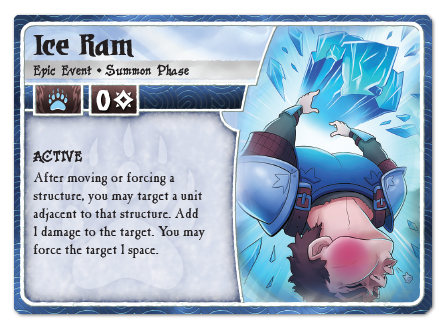 Ice Ram
Epic Event • Summon Phase
0
ACTIVE
After moving or forcing a
structure, you may target a unit
adjacent to that structure. Add
1 damage to the target. You may
force the target 1 space.